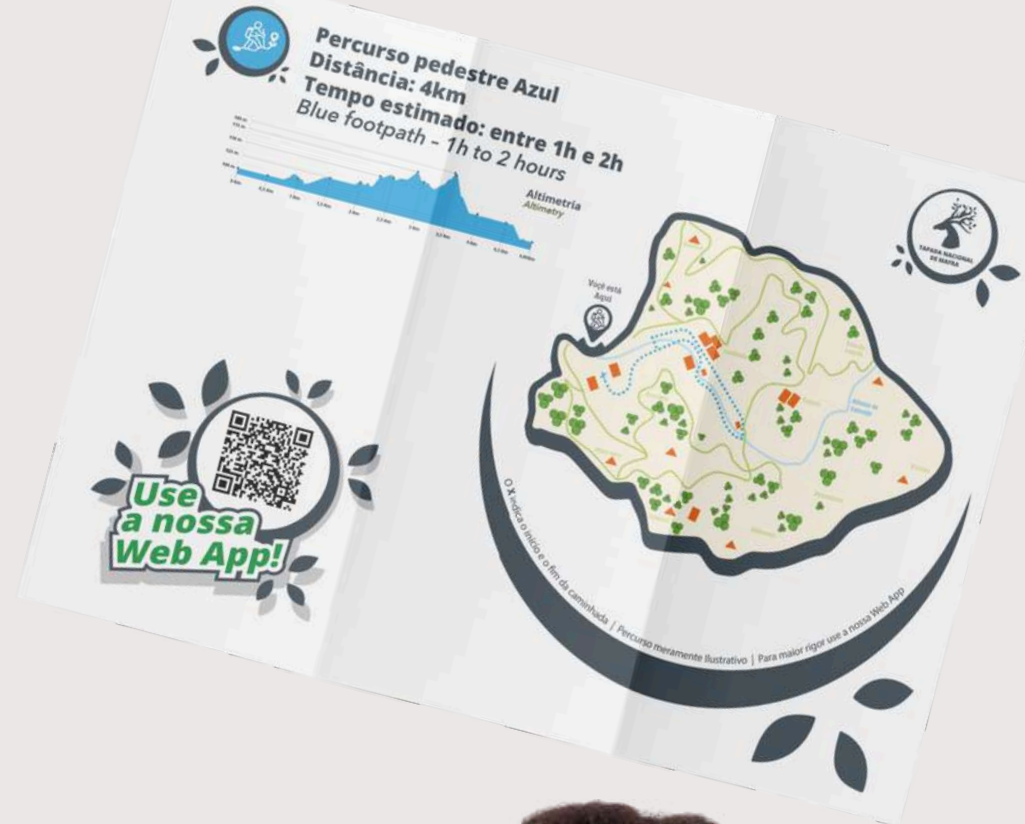 Percurso pedestre Azul
Distância: 4km
Tempo estimado: entre 1h e 2h
Blue footpath – 1h to 2 hours
Altimetria
Altimetry
TAPADA NACIONAL
DE MAFRA
Você está
Aqui
Use
a nossa
Web App!
O X indica o início e o fim da caminhada | Percurso meramente Ilustrativo | Para maior rigor use a nossa Web App